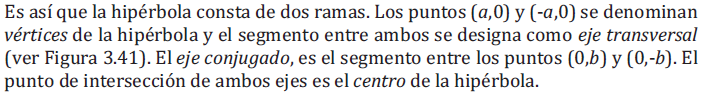 Es así que la hipérbola consta de dos ramas. Los puntos (a,0) y (-a,0) se denominan
vértices de la hipérbola y el segmento entre ambos se designa como eje transversal
(ver Figura 3.41). El eje conjugado, es el segmento entre los puntos (0,b) y (0,-b). El
punto de intersección de ambos ejes es el centro de la hipérbola.